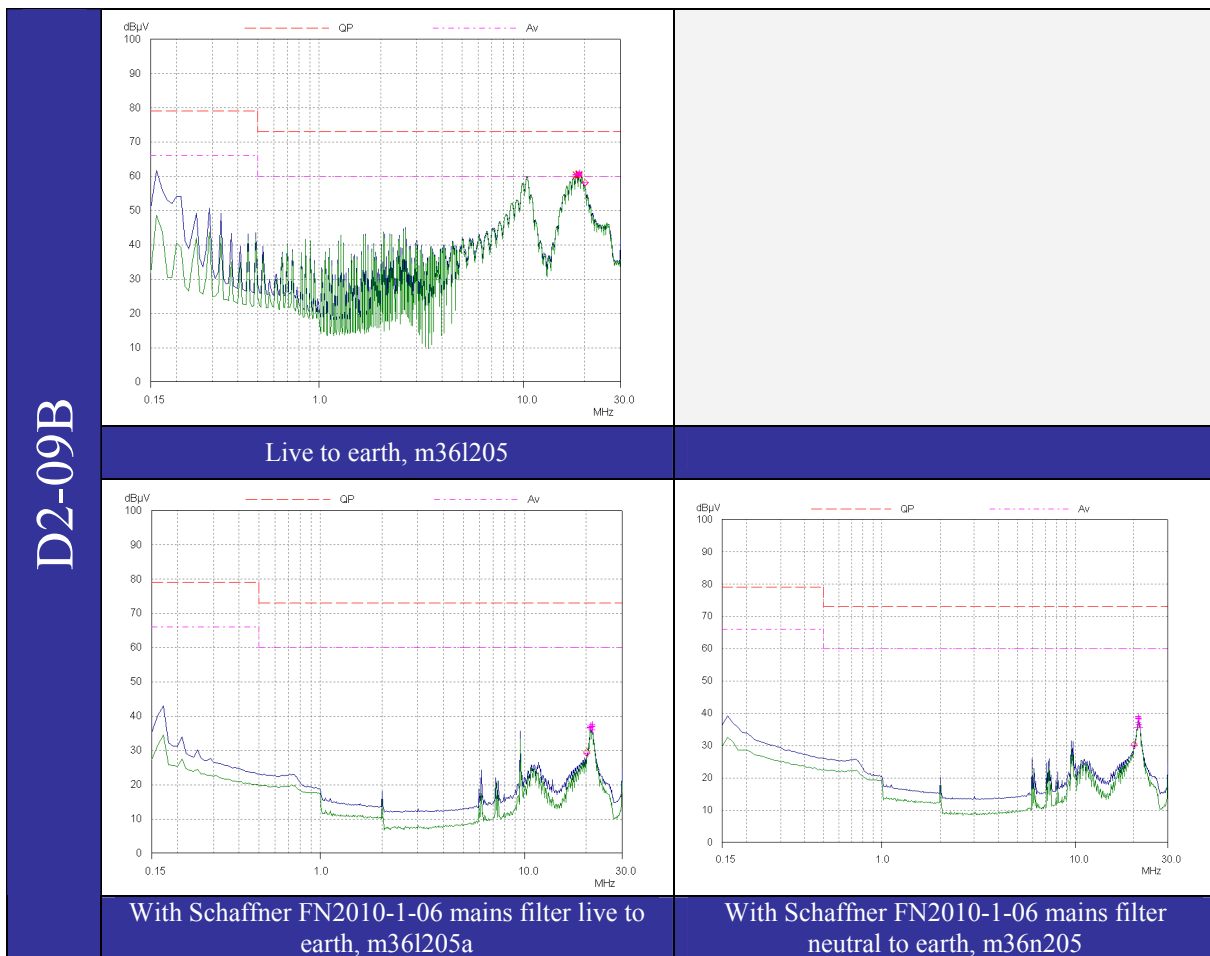 D2-09B
dBµV
QP
Av
100
90
80
70
60
50
40
30
20
10
0
0.15
1.0
10.0
30.0
MHz
Live to earth, m36l205
dBµV
QP
Av
100
90
80
70
60
50
40
30
20
10
0
0.15
1.0
10.0
30.0
MHz
With Schaffner FN2010-1-06 mains filter live to
earth, m36l205a
dBµV
QP
Av
100
90
80
70
60
50
40
30
20
10
0
0.15
1.0
10.0
30.0
MHz
With Schaffner FN2010-1-06 mains filter
neutral to earth, m36n205